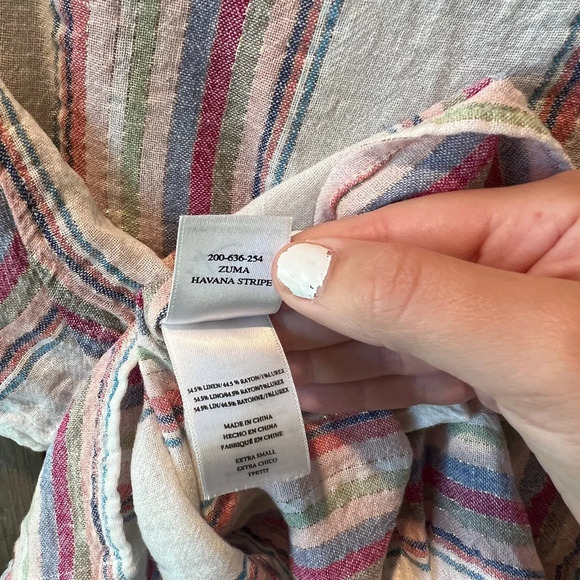 200-636-254
ZUMA
HAVANA STRIPE
54.5% LINEN/ 44.5 % RAYON/1%LUREX
54.5% LINO/44.5% RAYON/1%LUREX
54.5% LIN/44.5% RAYONNE/1%LUREX
MADE IN CHINA
HECHO EN CHINA
FABRIQUÉ EN CHINE
EXTRA SMALL
EXTRA CHICO
TPETIT